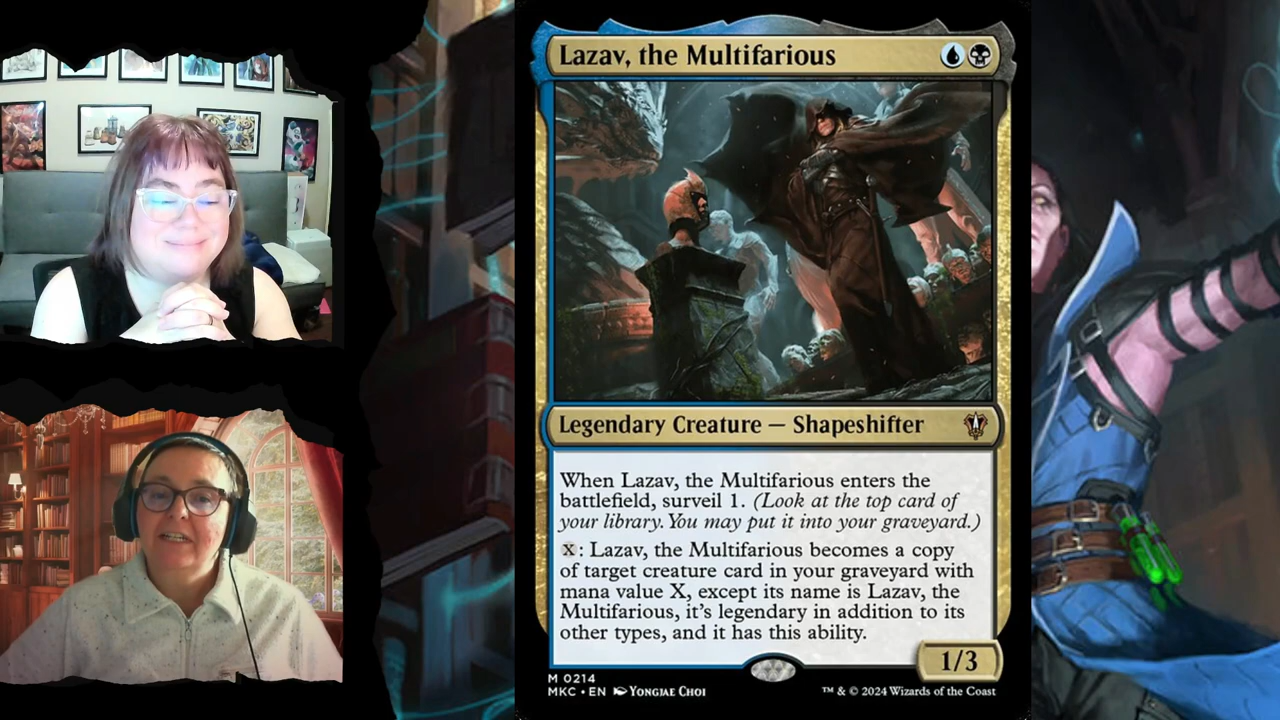 Lazav, the Multifarious
Legendary Creature — Shapeshifter
When Lazav, the Multifarious enters the
battlefield, surveil 1. (Look at the top card of
your library. You may put it into your graveyard.)
X: Lazav, the Multifarious becomes a copy
of target creature card in your graveyard with
mana value X, except its name is Lazav, the
Multifarious, it's legendary in addition to its
other types, and it has this ability.
1/3
M 0214
MKC • EN Yongjae Choi
™ & © 2024 Wizards of the Coast